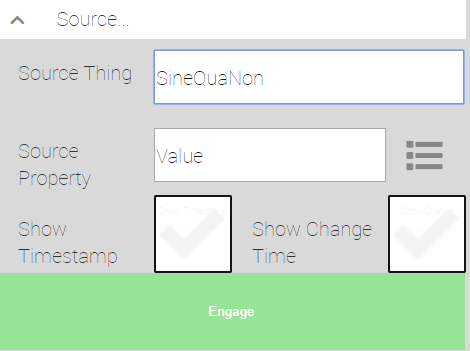 Source...
Source Thing
SineQuaNon
Source
Property
Value
Show
Timestamp
Show Change
Time
Engage